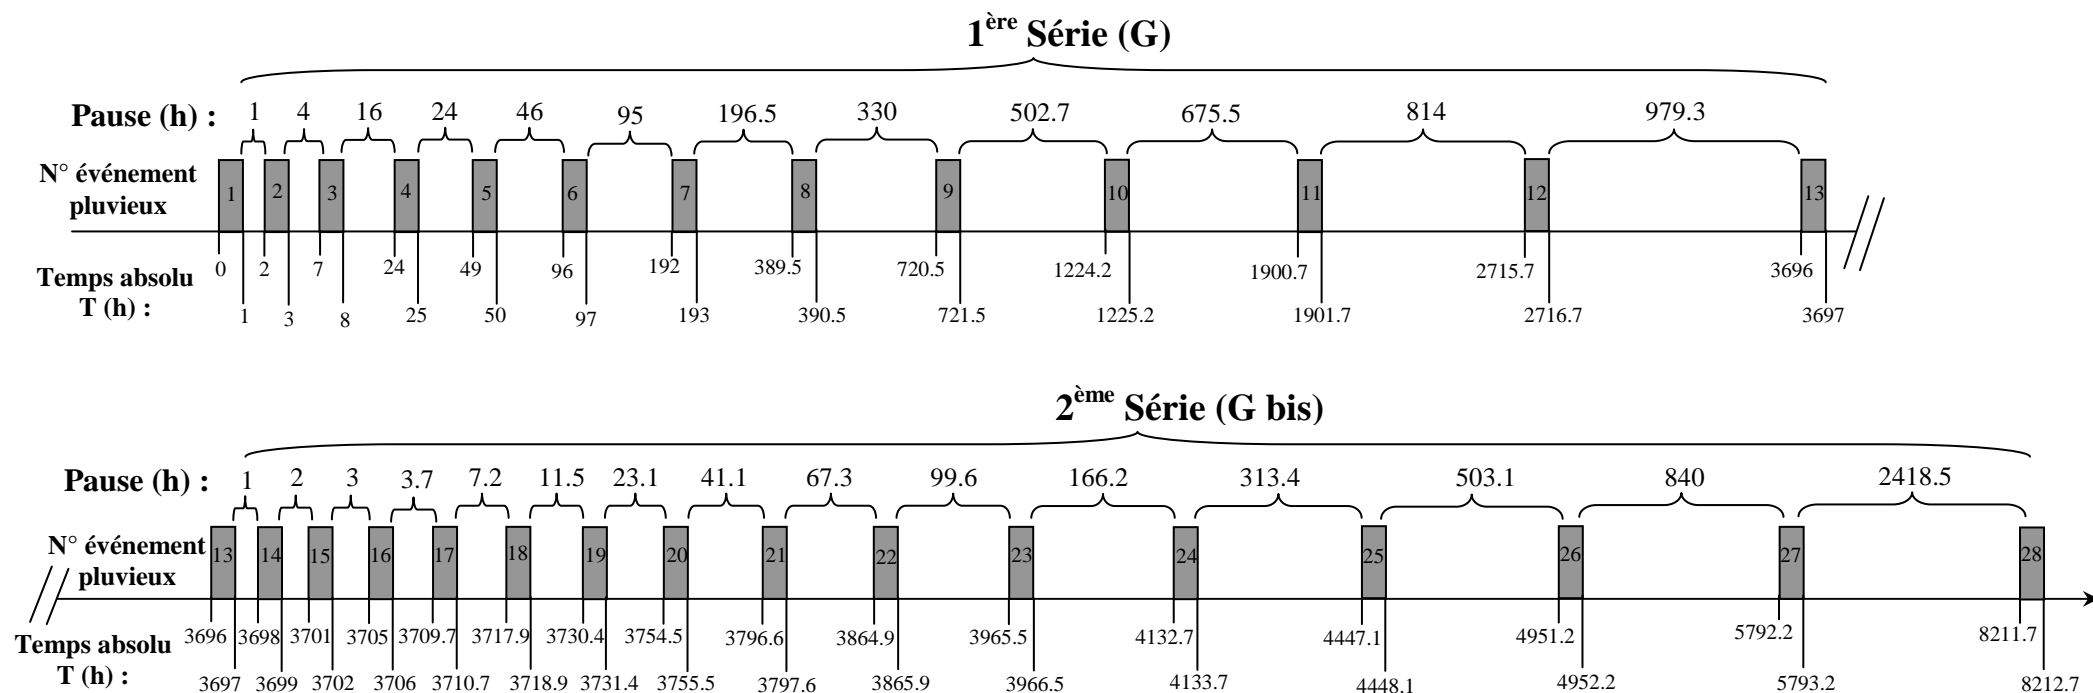 1ère Série (G)
Pause (h) : 1 4 16 24 46 95 196.5 330 502.7 675.5 814 979.3
N° événement
pluvieux
1 2 3 4 5 6 7 8 9 10 11 12 13
0 2 7 24 49 96 192 389.5 720.5 1224.2 1900.7 2715.7 3696
Temps absolu
T (h) :
1 3 8 25 50 97 193 390.5 721.5 1225.2 1901.7 2716.7 3697
2ème Série (G bis)
Pause (h) : 1 2 3 3.7 7.2 11.5 23.1 41.1 67.3 99.6 166.2 313.4 503.1 840 2418.5
N° événement
pluvieux
13 14 15 16 17 18 19 20 21 22 23 24 25 26 27 28
3696 3698 3701 3705 3709.7 3717.9 3730.4 3754.5 3796.6 3864.9 3965.5 4132.7 4447.1 4951.2 5792.2 8211.7
Temps absolu
T (h) :
3697 3699 3702 3706 3710.7 3718.9 3731.4 3755.5 3797.6 3865.9 3966.5 4133.7 4448.1 4952.2 5793.2 8212.7